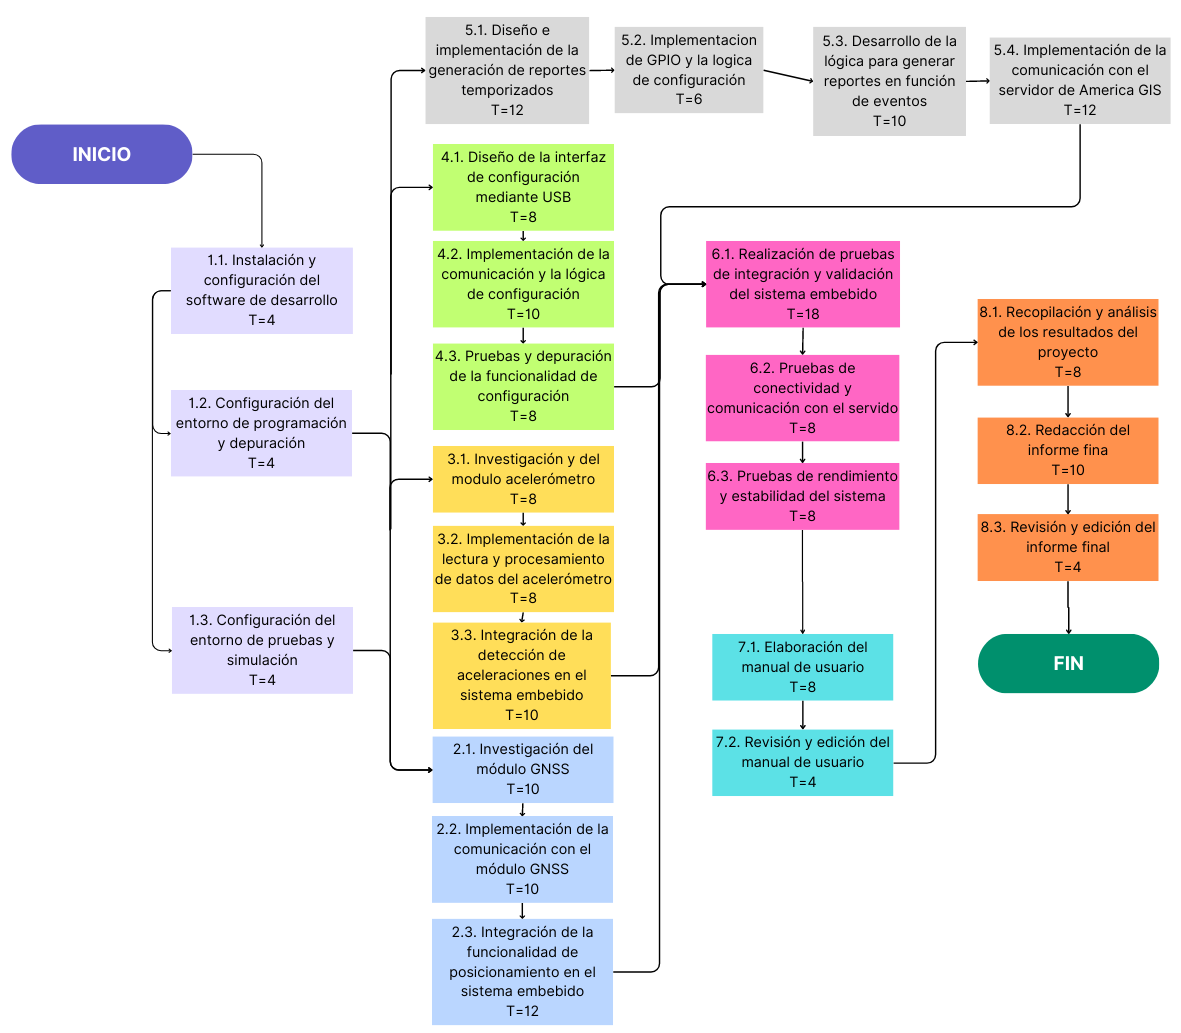 INICIO
1.1. Instalación y
configuración del
software de desarrollo
T=4
1.2. Configuración del
entorno de programación
y depuración
T=4
1.3. Configuración del
entorno de pruebas y
simulación
T=4
5.1. Diseño e
implementación de la
generación de reportes
temporizados
T=12
5.2. Implementacion
de GPIO y la logica
de configuración
T=6
5.3. Desarrollo de la
lógica para generar
reportes en función
de eventos
T=10
5.4. Implementación de la
comunicación con el
servidor de America GIS
T=12
4.1. Diseño de la interfaz
de configuración
mediante USB
T=8
4.2. Implementación de la
comunicación y la lógica
de configuración
T=10
4.3. Pruebas y depuración
de la funcionalidad de
configuración
T=8
3.1. Investigación y del
modulo acelerómetro
T=8
3.2. Implementación de la
lectura y procesamiento
de datos del acelerómetro
T=8
3.3. Integración de la
detección de
aceleraciones en el
sistema embebido
T=10
2.1. Investigación del
módulo GNSS
T=10
2.2. Implementación de la
comunicación con el
módulo GNSS
T=10
2.3. Integración de la
funcionalidad de
posicionamiento en el
sistema embebido
T=12
6.1. Realización de pruebas
de integración y validación
del sistema embebido
T=18
6.2. Pruebas de
conectividad y
comunicación con el servido
T=8
6.3. Pruebas de rendimiento
y estabilidad del sistema
T=8
7.1. Elaboración del
manual de usuario
T=8
7.2. Revisión y edición del
manual de usuario
T=4
8.1. Recopilación y análisis
de los resultados del
proyecto
T=8
8.2. Redacción del
informe fina
T=10
8.3. Revisión y edición del
informe final
T=4
FIN